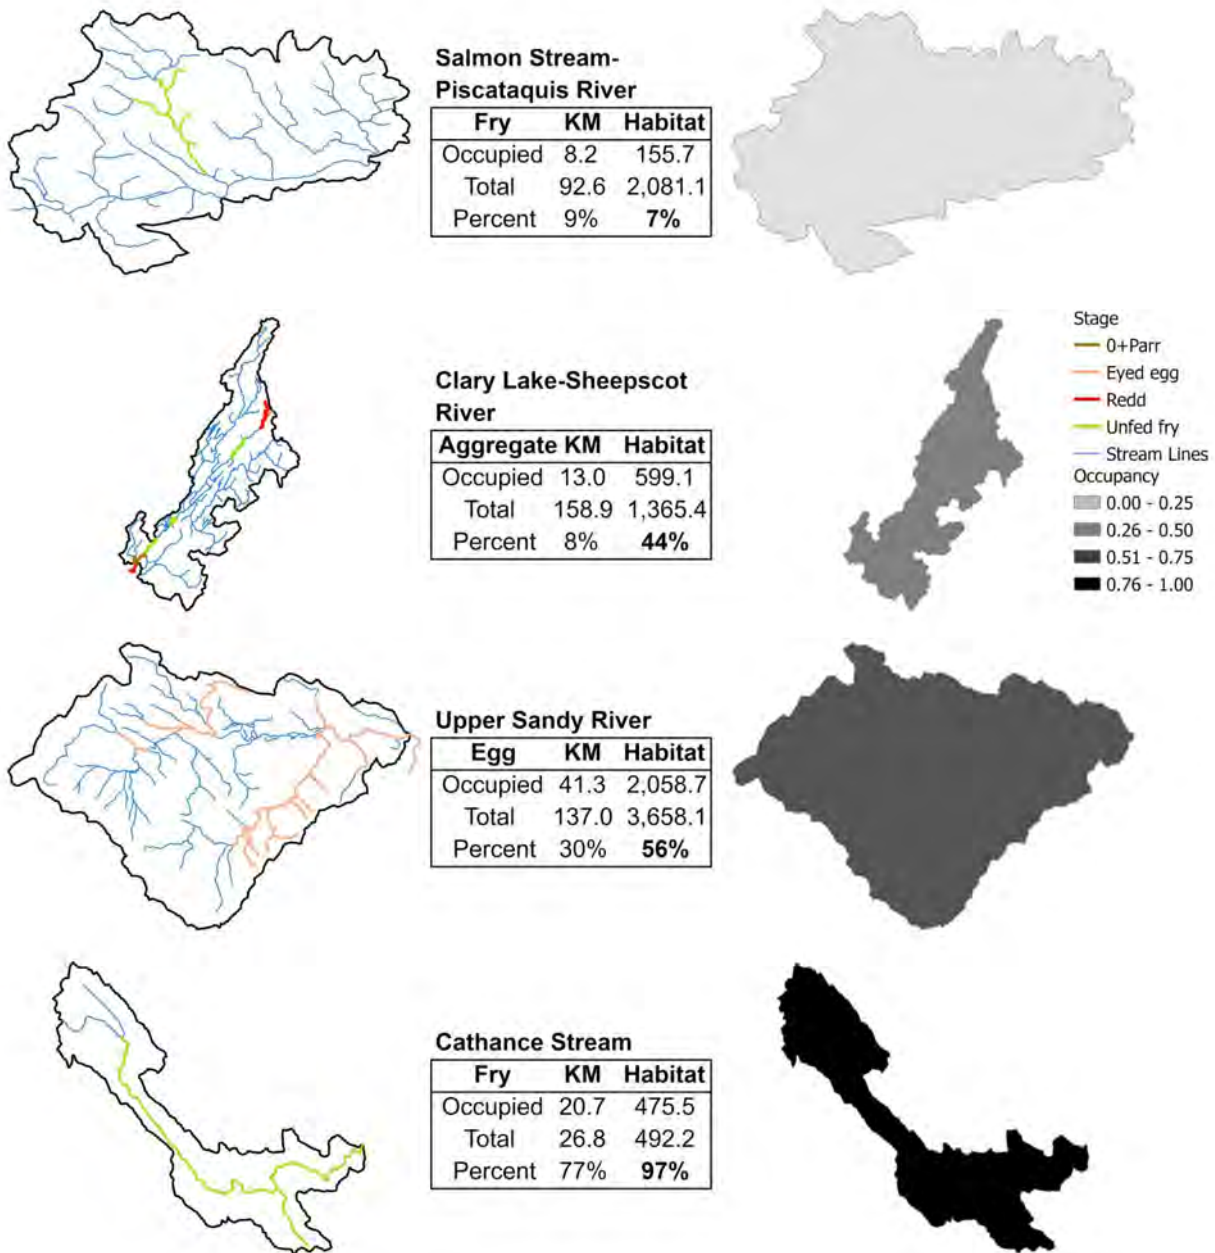 Salmon Stream-
Piscataquis River
Fry KM Habitat
Occupied 8.2 155.7
Total 92.6 2,081.1
Percent 9% 7%
Clary Lake-Sheepscot
River
Aggregate KM Habitat
Occupied 13.0 599.1
Total 158.9 1,365.4
Percent 8% 44%
Stage
0+Parr
Eyed egg
Redd
Unfed fry
Stream Lines
Occupancy
0.00 - 0.25
0.26 - 0.50
0.51 - 0.75
0.76 - 1.00
Upper Sandy River
Egg KM Habitat
Occupied 41.3 2,058.7
Total 137.0 3,658.1
Percent 30% 56%
Cathance Stream
Fry KM Habitat
Occupied 20.7 475.5
Total 26.8 492.2
Percent 77% 97%